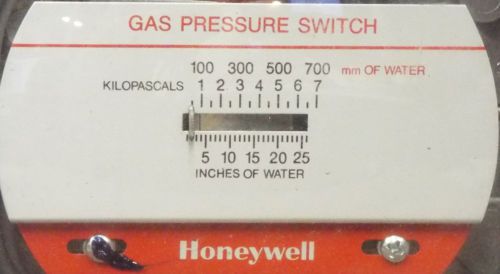 GAS PRESSURE SWITCH
100 300 500 700 mm OF WATER
KILOPASCALS 1 2 3 4 5 6 7
5 10 15 20 25
INCHES OF WATER
Honeywell